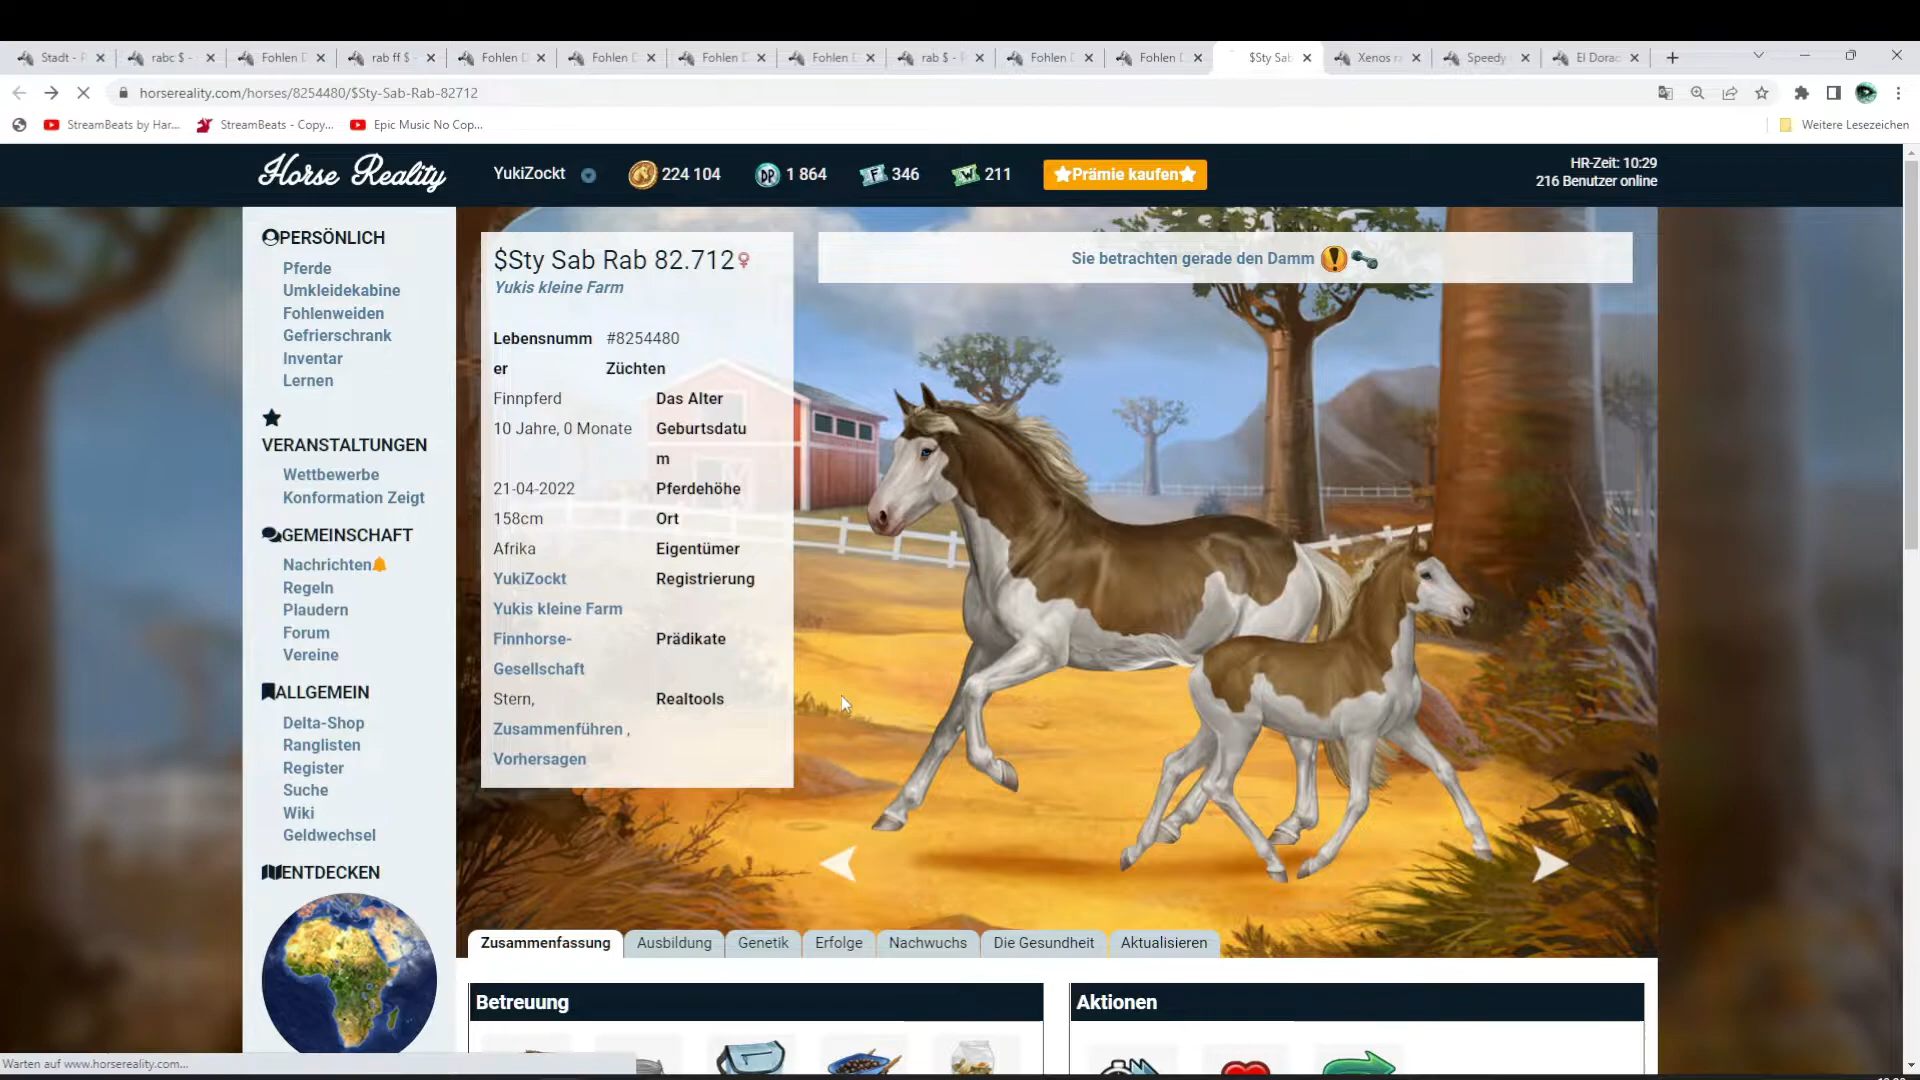 Stadt - P
rabc $ -
Fohlen D
rab ff $ -
Fohlen D
Fohlen D
Fohlen D
Fohlen D
rab $ - P
Fohlen D
Fohlen D
$Sty Sab
Xenos ra
Speedy
El Dorad
horsereality.com/horses/8254480/$Sty-Sab-Rab-82712
StreamBeats by Har...
StreamBeats - Copy...
Epic Music No Cop...
Weitere Lesezeichen
Horse Reality
YukiZockt
224 104
DP 1 864
F 346
W 211
Prämie kaufen
HR-Zeit: 10:29
216 Benutzer online
PERSÖNLICH
Pferde
Umkleidekabine
Fohlenweiden
Gefrierschrank
Inventar
Lernen
VERANSTALTUNGEN
Wettbewerbe
Konformation Zeigt
GEMEINSCHAFT
Nachrichten
Regeln
Plaudern
Forum
Vereine
ALLGEMEIN
Delta-Shop
Ranglisten
Register
Suche
Wiki
Geldwechsel
ENTDECKEN
$Sty Sab Rab 82.712♀
Yukis kleine Farm
Lebensnumm #8254480
er Züchten
Finnpferd Das Alter
10 Jahre, 0 Monate Geburtsdatu
m
21-04-2022 Pferdehöhe
158cm Ort
Afrika Eigentümer
YukiZockt Registrierung
Yukis kleine Farm
Finnhorse- Prädikate
Gesellschaft
Stern, Realtools
Zusammenführen ,
Vorhersagen
Sie betrachten gerade den Damm
Zusammenfassung
Ausbildung
Genetik
Erfolge
Nachwuchs
Die Gesundheit
Aktualisieren
Betreuung
Aktionen
Warten auf www.horsereality.com...